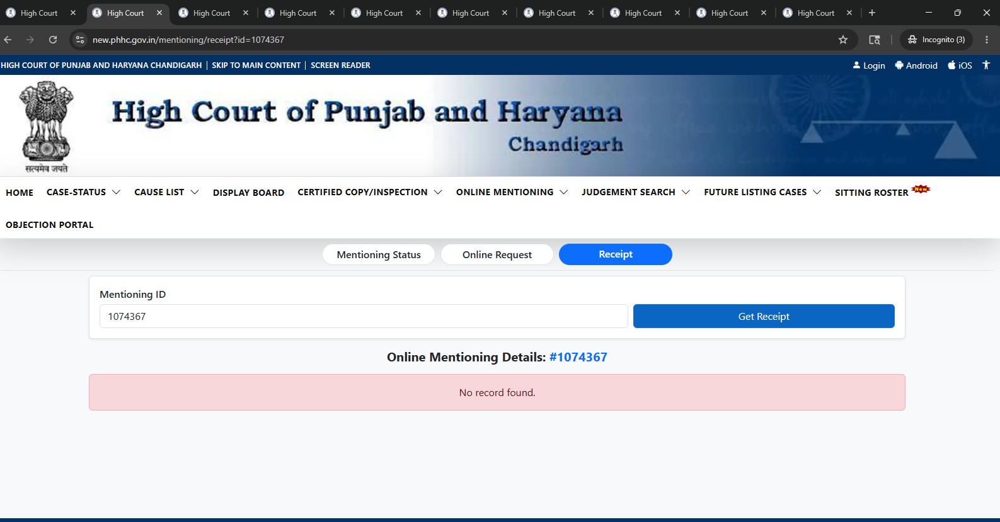 High Court
High Court
High Court
High Court
High Court
High Court
High Court
High Court
High Court
High Court
new.phhc.gov.in/mentioning/receipt?id=1074367
Incognito (3)
HIGH COURT OF PUNJAB AND HARYANA CHANDIGARH | SKIP TO MAIN CONTENT | SCREEN READER
Login Android iOS
High Court of Punjab and Haryana
Chandigarh
सत्यमेव जयते
HOME CASE-STATUS CAUSE LIST DISPLAY BOARD CERTIFIED COPY/INSPECTION ONLINE MENTIONING JUDGEMENT SEARCH FUTURE LISTING CASES SITTING ROSTER New
OBJECTION PORTAL
Mentioning Status Online Request Receipt
Mentioning ID
1074367 Get Receipt
Online Mentioning Details: #1074367
No record found.